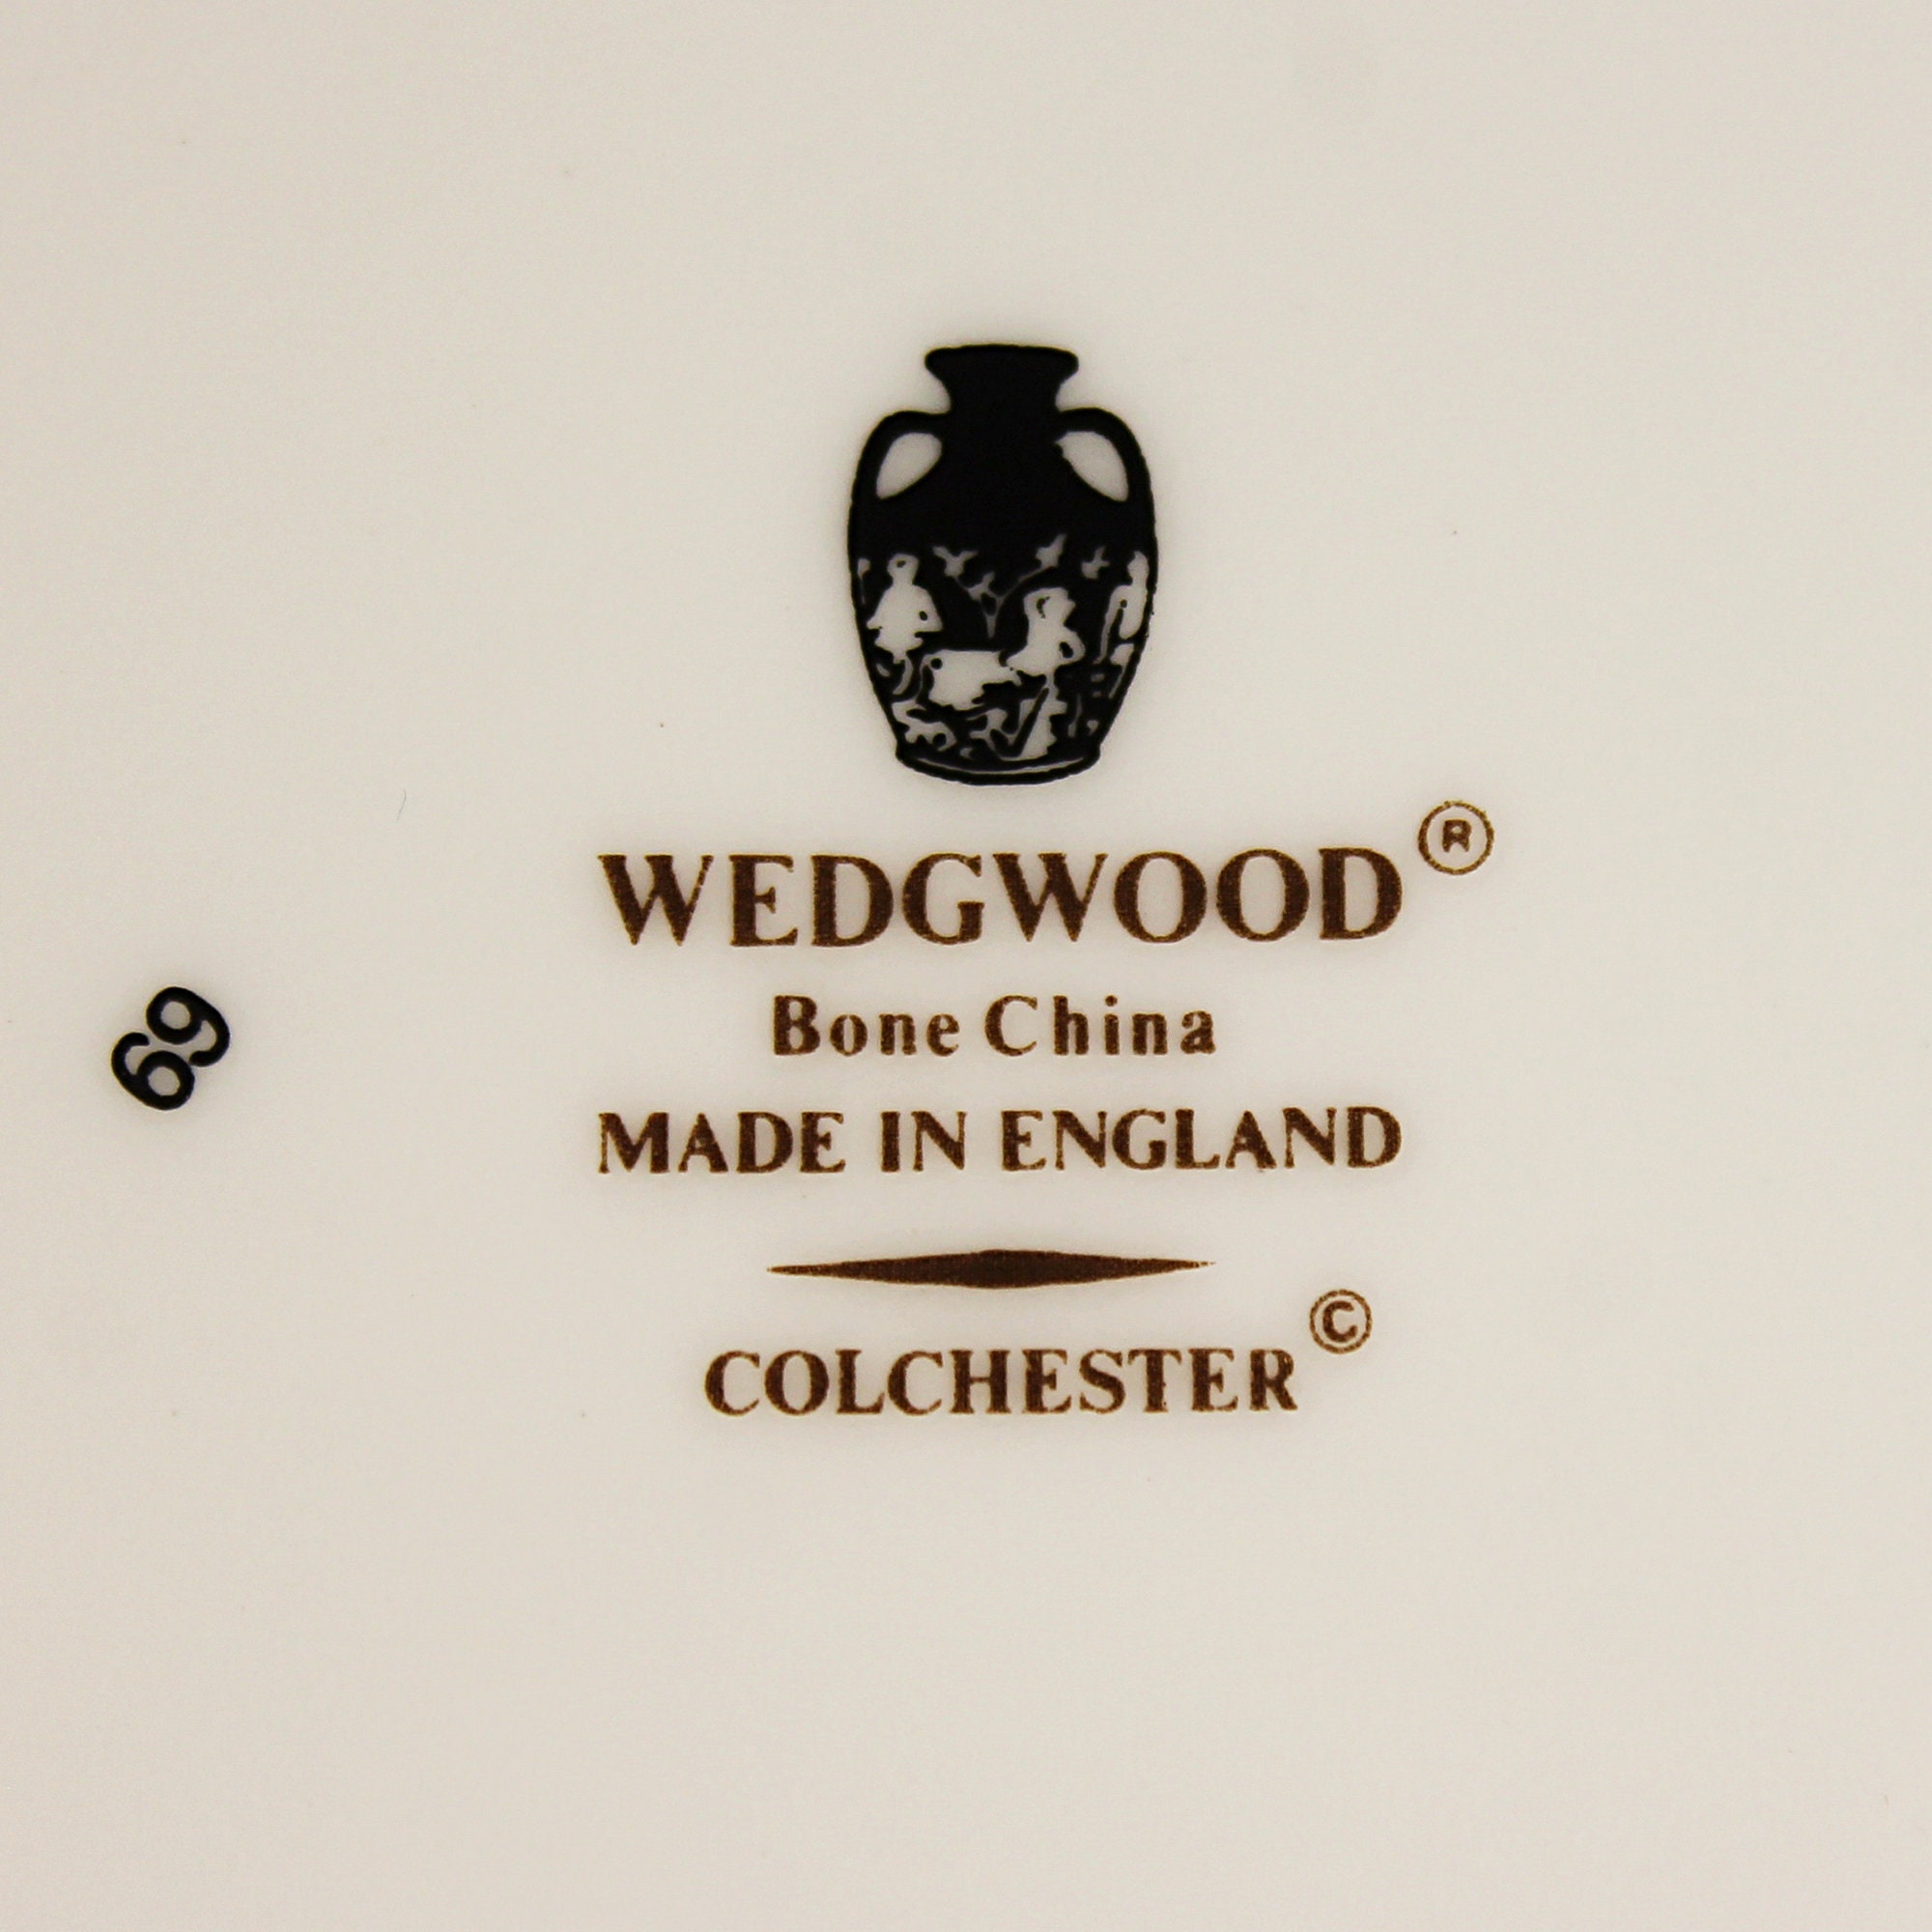 WEDGWOOD®
Bone China
MADE IN ENGLAND
COLCHESTER©
69